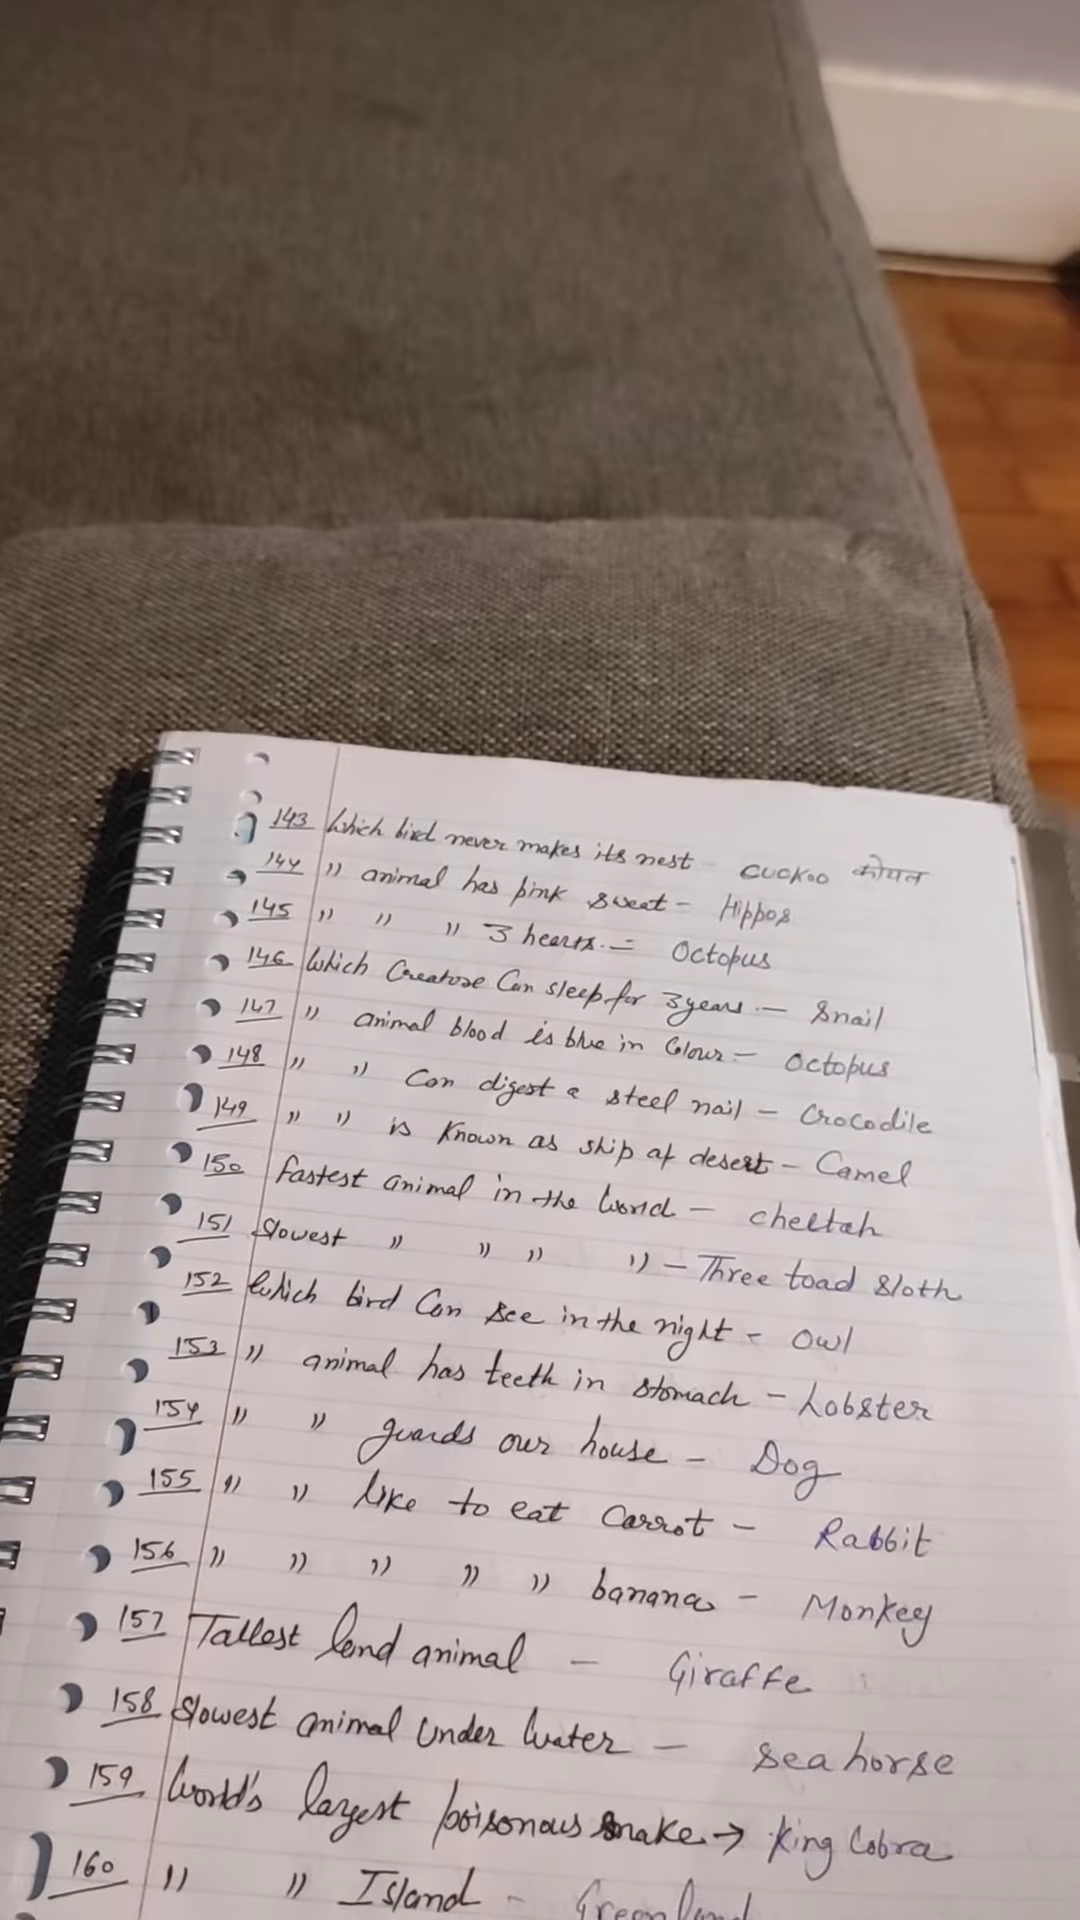 143 Which bird never makes its nest - cuckoo कोयल
144 " animal has pink sweat - Hippos
145 " " " 3 hearts. = Octopus
146 Which Creature Can sleep for 3 years. - Snail
147 " animal blood is blue in Colour - Octopus
148 " " Can digest a steel nail - Crocodile
149 " " is known as ship of desert - Camel
150 fastest animal in the world - cheetah
151 Slowest " " " " - Three toad sloth
152 Which bird Can see in the night - Owl
153 " animal has teeth in stomach - Lobster
154 " " guards our house - Dog
155 " " like to eat Carrot - Rabbit
156 " " " " " banana - Monkey
157 Tallest land animal - Giraffe
158 Slowest animal under water - sea horse
159 World's largest poisonous snake → King Cobra
160 " " Island - Greenland